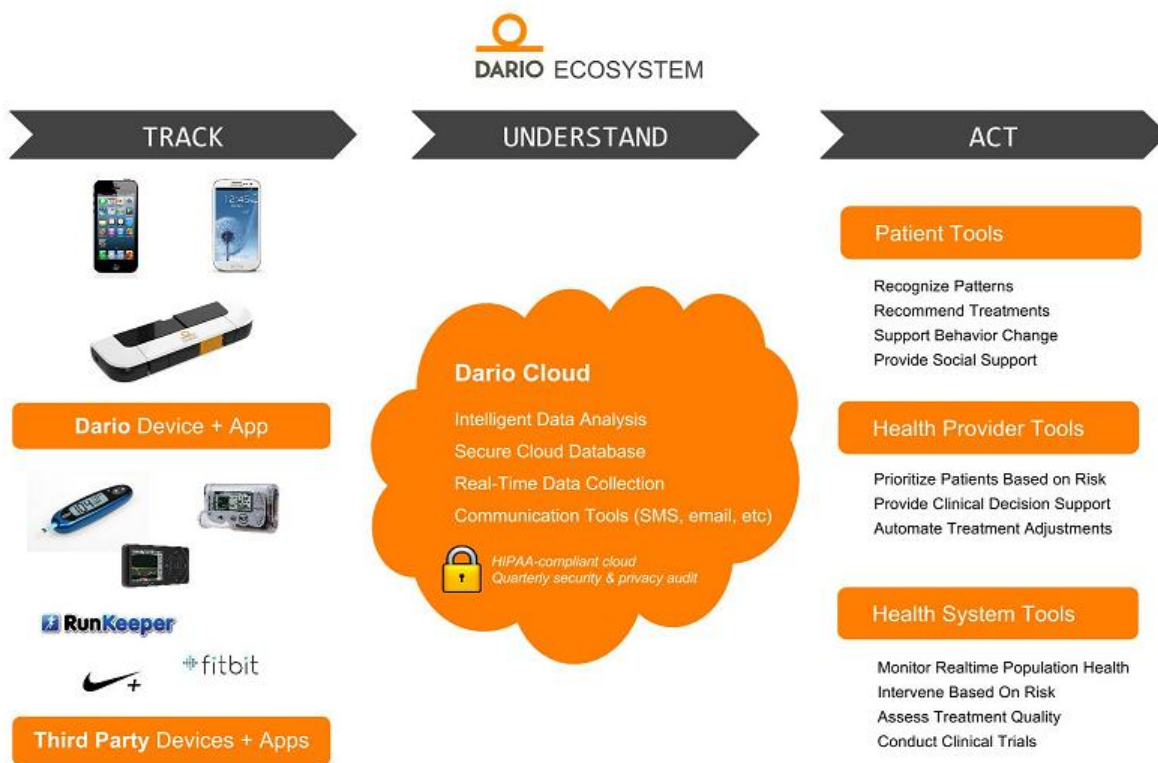 DARIO ECOSYSTEM
TRACK
UNDERSTAND
ACT
12:45
Dario Device + App
RunKeeper
fitbit
+
Third Party Devices + Apps
Dario Cloud
Intelligent Data Analysis
Secure Cloud Database
Real-Time Data Collection
Communication Tools (SMS, email, etc)
HIPAA-compliant cloud
Quarterly security & privacy audit
Patient Tools
Recognize Patterns
Recommend Treatments
Support Behavior Change
Provide Social Support
Health Provider Tools
Prioritize Patients Based on Risk
Provide Clinical Decision Support
Automate Treatment Adjustments
Health System Tools
Monitor Realtime Population Health
Intervene Based On Risk
Assess Treatment Quality
Conduct Clinical Trials